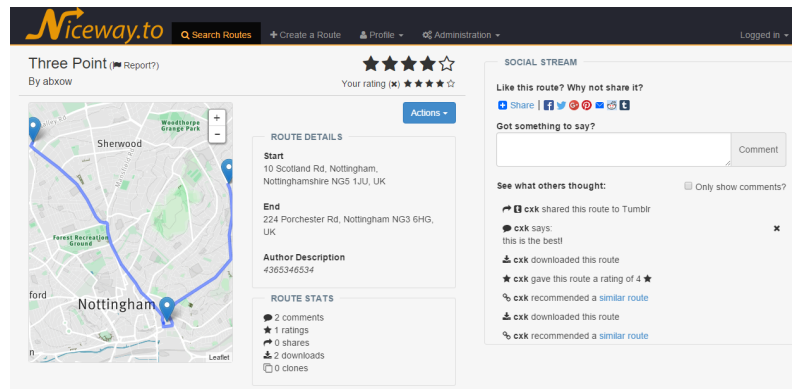 Niceway.to
Search Routes
Create a Route
Profile
Administration
Logged in
Three Point (Report?)
By abxow
Your rating (x)
Actions
Woodthorpe
Grange Park
Sherwood
Forest Recreation
Ground
Nottingham
ford
n
+
-
Leaflet
ROUTE DETAILS
Start
10 Scotland Rd, Nottingham,
Nottinghamshire NG5 1JU, UK
End
224 Porchester Rd, Nottingham NG3 6HG,
UK
Author Description
4365346534
ROUTE STATS
2 comments
1 ratings
0 shares
2 downloads
0 clones
SOCIAL STREAM
Like this route? Why not share it?
Share |
Got something to say?
Comment
See what others thought:
Only show comments?
cxk shared this route to Tumblr
cxk says:
this is the best!
cxk downloaded this route
cxk gave this route a rating of 4
cxk recommended a similar route
cxk downloaded this route
cxk recommended a similar route